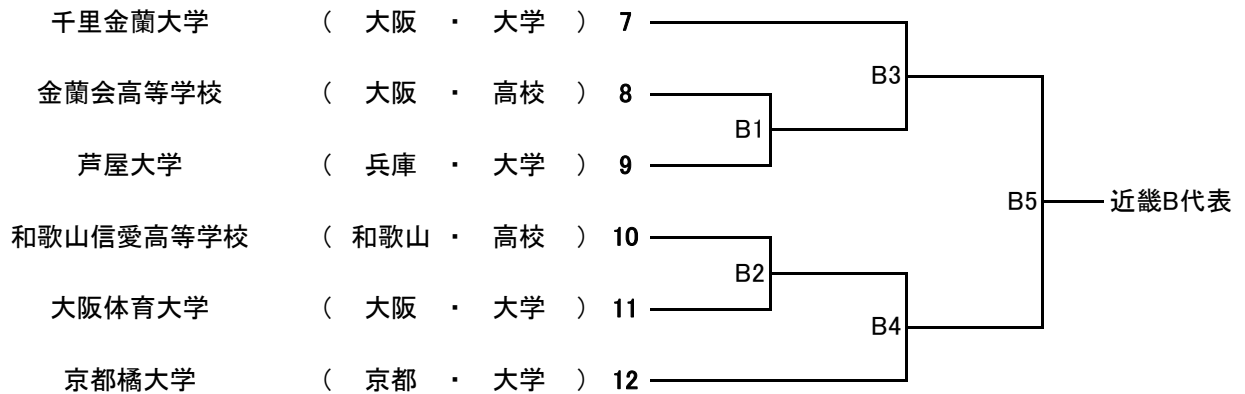 千里金蘭大学 ( 大阪 ・ 大学 ) 7
B3
金蘭会高等学校 ( 大阪 ・ 高校 ) 8
B1
芦屋大学 ( 兵庫 ・ 大学 ) 9
B5 近畿B代表
和歌山信愛高等学校 ( 和歌山 ・ 高校 ) 10
B2
大阪体育大学 ( 大阪 ・ 大学 ) 11
B4
京都橘大学 ( 京都 ・ 大学 ) 12